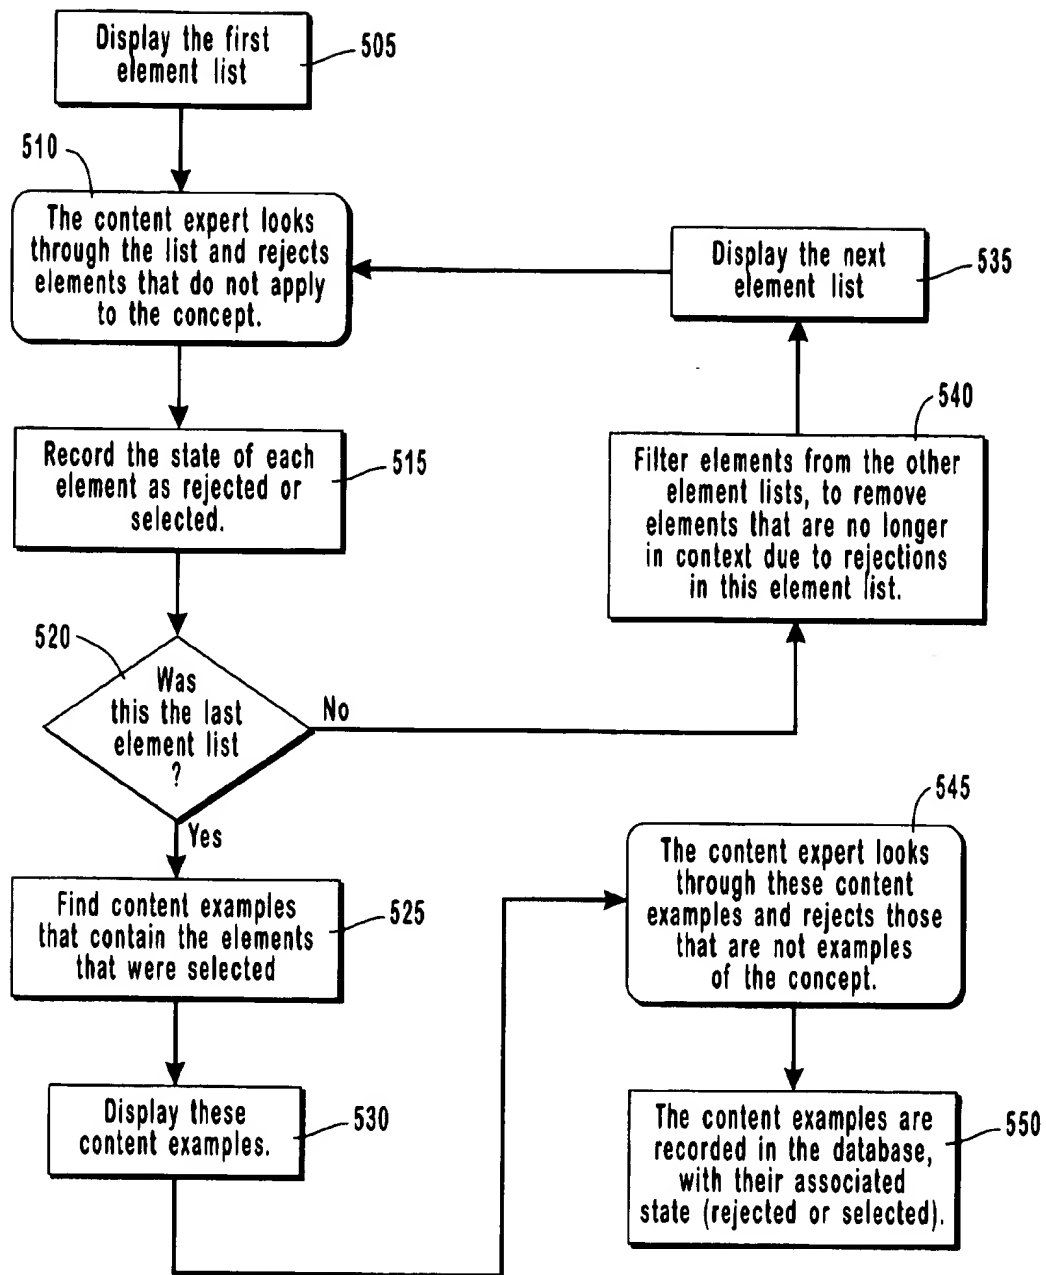 Display the first
element list
505
510
The content expert looks
through the list and rejects
elements that do not apply
to the concept.
Display the next
element list
535
540
Record the state of each
element as rejected or
selected.
515
Filter elements from the other
element lists, to remove
elements that are no longer
in context due to rejections
in this element list.
520
Was
this the last
element list
?
No
Yes
545
The content expert looks
through these content
examples and rejects those
that are not examples
of the concept.
Find content examples
that contain the elements
that were selected
525
Display these
content examples.
530
The content examples are
recorded in the database,
with their associated
state (rejected or selected).
550